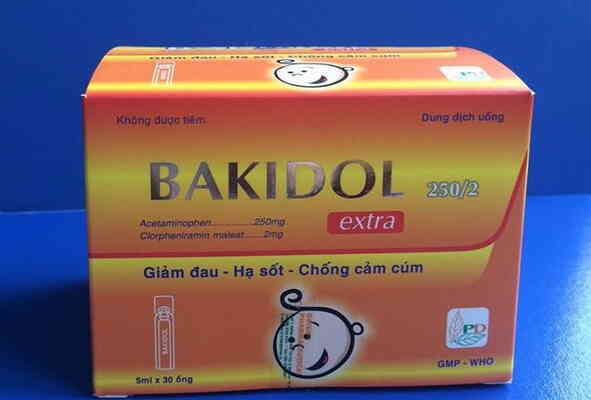 Giảm đau - Hạ sốt - Chống cảm cúm
Không được tiêm
Dung dịch uống
BAKIDOL 250/2
extra
Acetaminophen..............250mg
Clorpheniramin maleat ......2mg
Giảm đau - Hạ sốt - Chống cảm cúm
BAKIDOL
PD
GMP - WHO
5ml x 30 ống